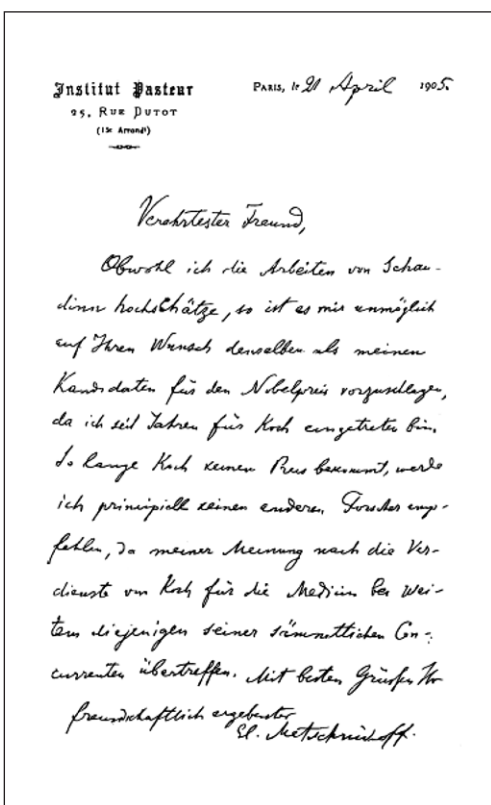 Institut Pasteur
25, RUE DUTOT
(15e Arrondt)
PARIS, le 21 April 1905.
Verehrtester Freund,
Obwohl ich die Arbeiten von Schau-
dinn hochschätze, so ist es mir unmöglich
auf Ihren Wunsch denselben als meinen
Kandidaten für den Nobelpreis vorzuschlagen,
da ich seit Jahren für Koch eingetreten bin.
So lange Koch keinen Preis bekommt, werde
ich principiell keinen anderen Forscher emp-
fehlen, da meiner Meinung nach die Ver-
dienste von Koch für die Medicin bei Wei-
tem diejenigen seiner sämmtlichen Con-
currenten übertreffen. Mit besten Grüssen Ihr
freundschaftlich ergebenster
El. Metschnikoff.